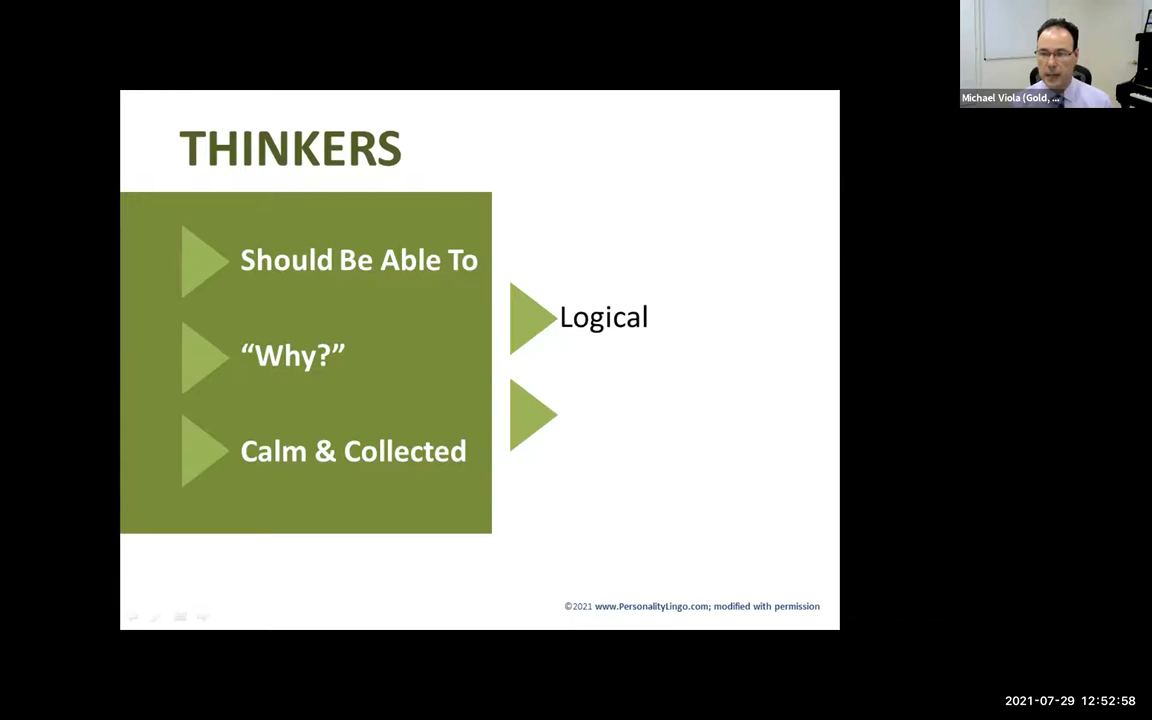 Michael Viola (Gold, ...
THINKERS
Should Be Able To
“Why?”
Calm & Collected
Logical
©2021 www.PersonalityLingo.com; modified with permission
2021-07-29 12:52:58